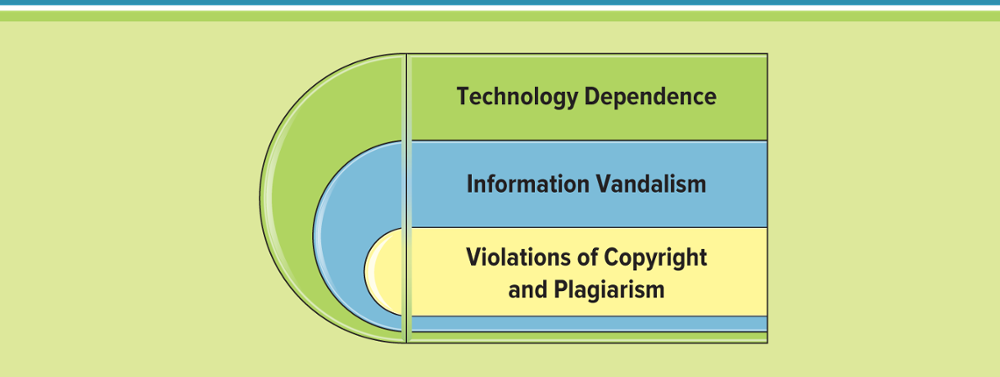 Technology Dependence
Information Vandalism
Violations of Copyright
and Plagiarism